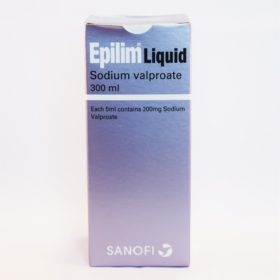 Epilim Liquid
Sodium valproate
300 ml
Each 5ml contains 200mg Sodium
Valproate
SANOFI